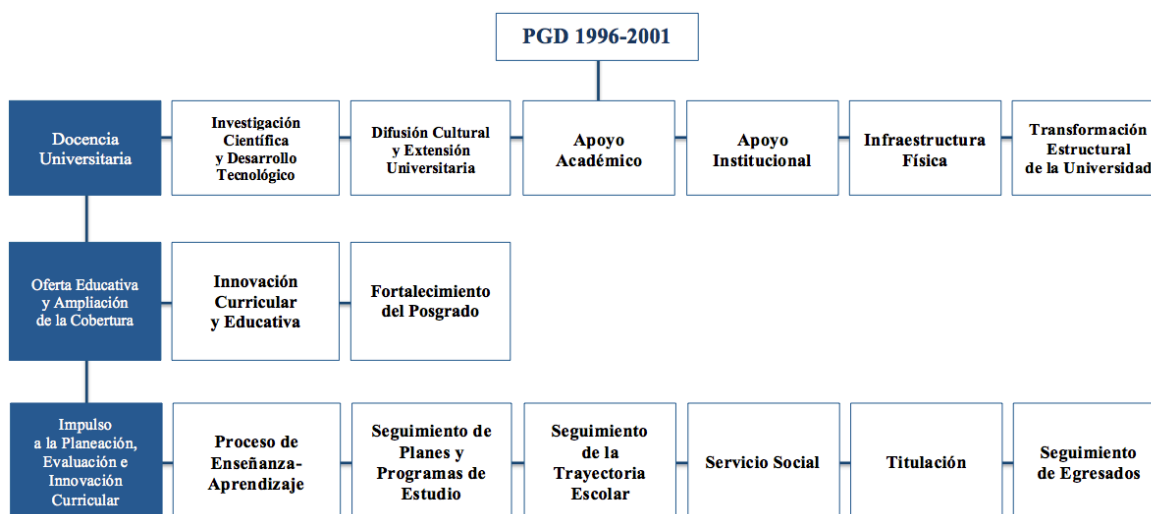 PGD 1996-2001
Docencia
Universitaria
Investigación
Científica
y Desarrollo
Tecnológico
Difusión Cultural
y Extensión
Universitaria
Apoyo
Académico
Apoyo
Institucional
Infraestructura
Física
Transformación
Estructural
de la Universidad
Oferta Educativa
y Ampliación
de la Cobertura
Innovación
Curricular
y Educativa
Fortalecimiento
del Posgrado
Impulso
a la Planeación,
Evaluación e
Innovación
Curricular
Proceso de
Enseñanza-
Aprendizaje
Seguimiento de
Planes y
Programas de
Estudio
Seguimiento
de la
Trayectoria
Escolar
Servicio Social
Titulación
Seguimiento
de Egresados